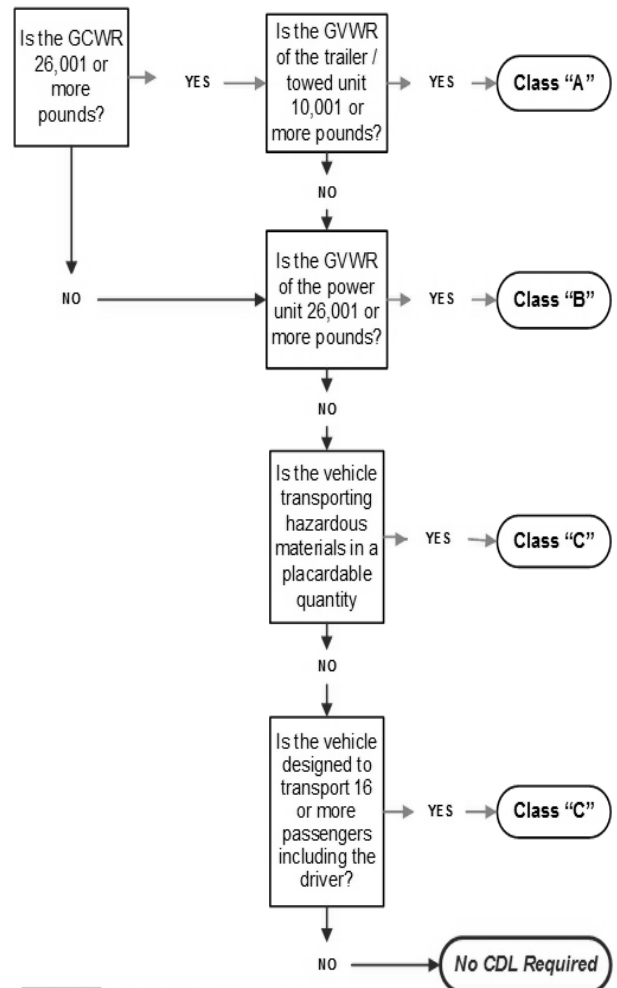 Is the GCWR
26,001 or
more
pounds?
YES
Is the GVWR
of the trailer /
towed unit
10,001 or
more pounds?
YES
Class “A”
NO
NO
Is the GVWR
of the power
unit 26,001 or
more pounds?
YES
Class “B”
NO
Is the vehicle
transporting
hazardous
materials in a
placardable
quantity
YES
Class “C”
NO
Is the vehicle
designed to
transport 16
or more
passengers
including the
driver?
YES
Class “C”
NO
No CDL Required